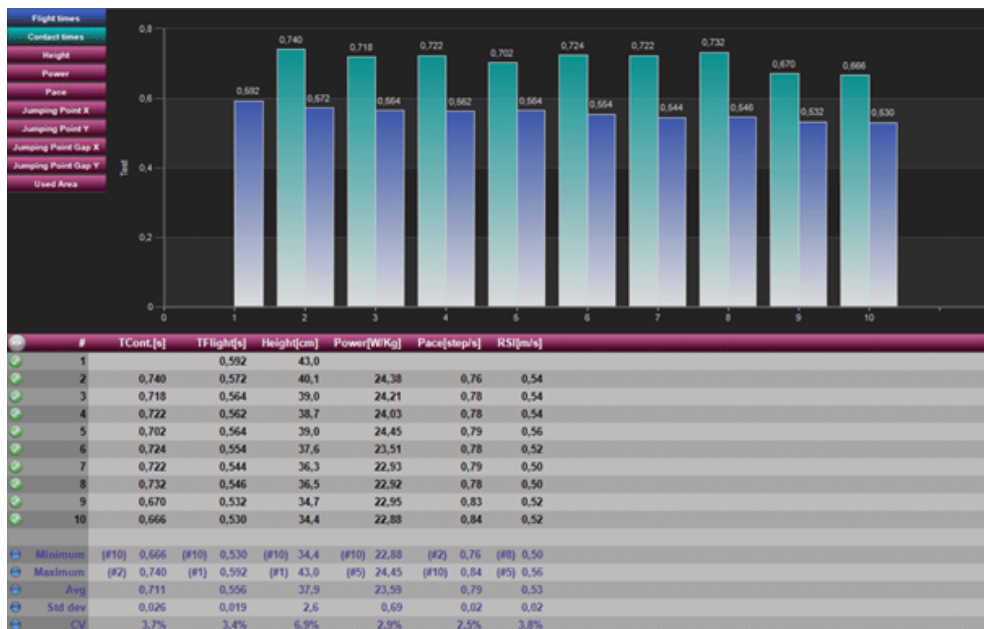 Flight times
Contact times
Height
Power
Pace
Jumping Point X
Jumping Point Y
Jumping Point Gap X
Jumping Point Gap Y
Used Area
Test
0,8
0,6
0,4
0,2
0
0,592
0,740 0,572
0,718 0,564
0,722 0,562
0,702 0,564
0,724 0,554
0,722 0,544
0,732 0,546
0,670 0,532
0,666 0,530
0 1 2 3 4 5 6 7 8 9 10
# TCont.[s] TFlight[s] Height[cm] Power[W/Kg] Pace[step/s] RSI[m/s]
1 0,592 43,0
2 0,740 0,572 40,1 24,38 0,76 0,54
3 0,718 0,564 39,0 24,21 0,78 0,54
4 0,722 0,562 38,7 24,03 0,78 0,54
5 0,702 0,564 39,0 24,45 0,79 0,56
6 0,724 0,554 37,6 23,51 0,78 0,52
7 0,722 0,544 36,3 22,93 0,79 0,50
8 0,732 0,546 36,5 22,92 0,78 0,50
9 0,670 0,532 34,7 22,95 0,83 0,52
10 0,666 0,530 34,4 22,88 0,84 0,52
Minimum (#10) 0,666 (#10) 0,530 (#10) 34,4 (#10) 22,88 (#2) 0,76 (#8) 0,50
Maximum (#2) 0,740 (#1) 0,592 (#1) 43,0 (#5) 24,45 (#10) 0,84 (#5) 0,56
Avg 0,711 0,556 37,9 23,59 0,79 0,53
Std dev 0,026 0,019 2,6 0,69 0,02 0,02
CV 3,7% 3,4% 6,9% 2,9% 2,5% 3,8%